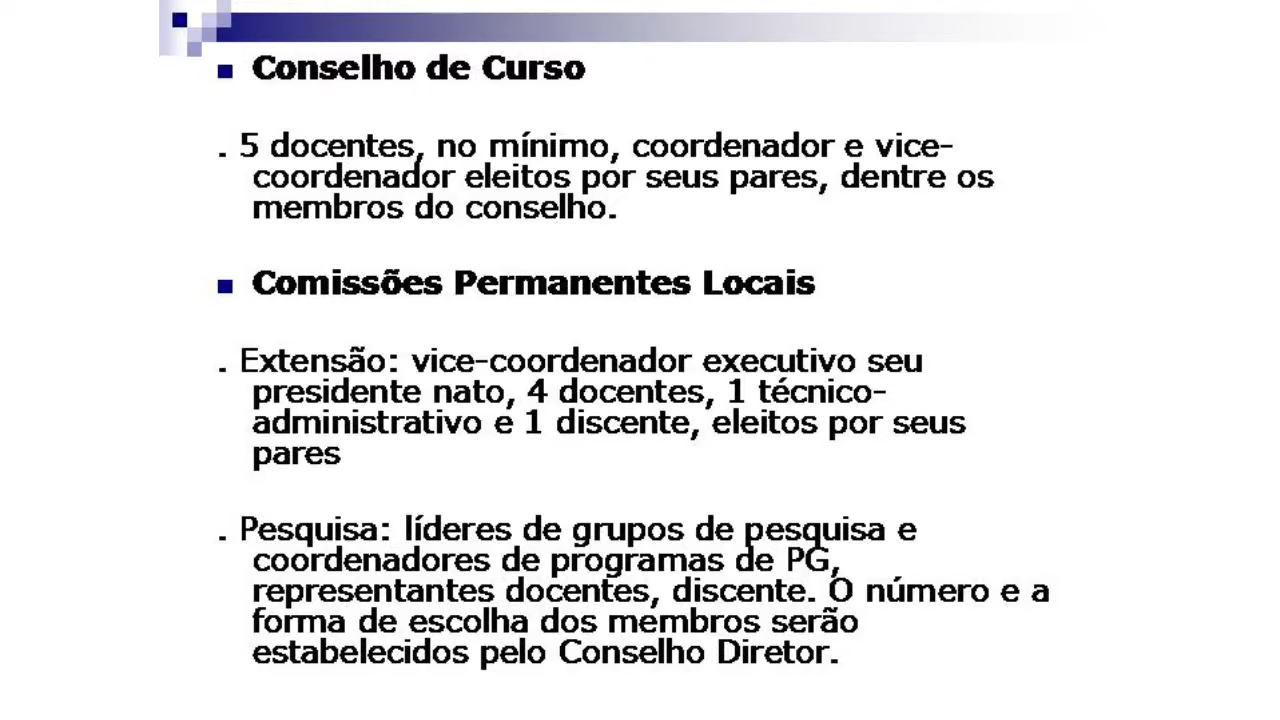 Conselho de Curso
. 5 docentes, no mínimo, coordenador e vice-
coordenador eleitos por seus pares, dentre os
membros do conselho.
Comissões Permanentes Locais
. Extensão: vice-coordenador executivo seu
presidente nato, 4 docentes, 1 técnico-
administrativo e 1 discente, eleitos por seus
pares
. Pesquisa: líderes de grupos de pesquisa e
coordenadores de programas de PG,
representantes docentes, discente. O número e a
forma de escolha dos membros serão
estabelecidos pelo Conselho Diretor.